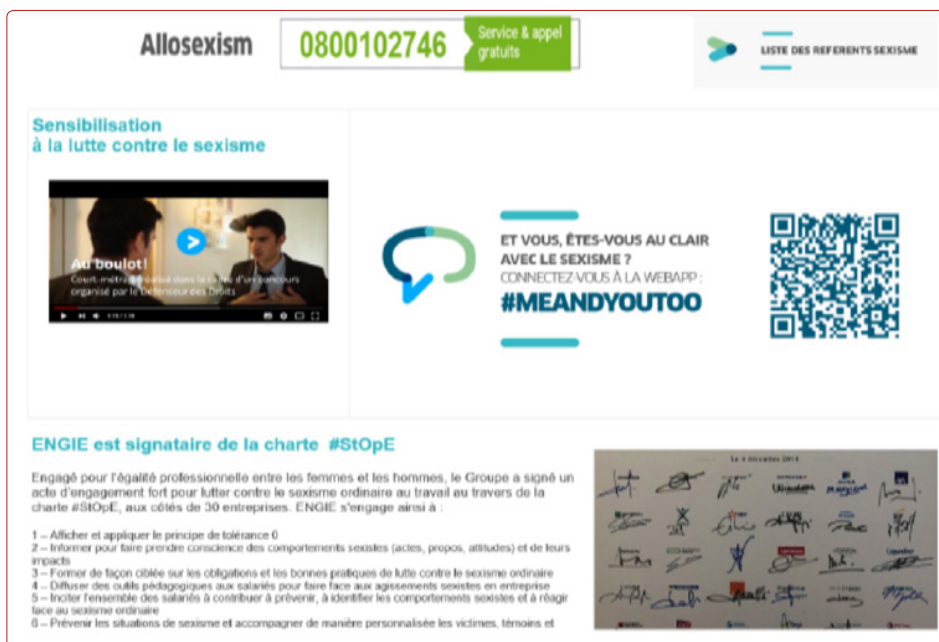 Allosexism
0800102746
Service & appel
gratuits
LISTE DES REFERENTS SEXISME
Sensibilisation
à la lutte contre le sexisme
Au boulot!
Court-métrage réalisé dans le cadre d'un concours
organisé par le Défenseur des Droits
ET VOUS, ÊTES-VOUS AU CLAIR
AVEC LE SEXISME ?
CONNECTEZ-VOUS À LA WEBAPP :
#MEANDYOUTOO
ENGIE est signataire de la charte #StOpE
Engagé pour l'égalité professionnelle entre les femmes et les hommes, le Groupe a signé un
acte d'engagement fort pour lutter contre le sexisme ordinaire au travail au travers de la
charte #StOpE, aux côtés de 30 entreprises. ENGIE s'engage ainsi à :
1 – Afficher et appliquer le principe de tolérance 0
2 – Informer pour faire prendre conscience des comportements sexistes (actes, propos, attitudes) et de leurs
impacts
3 – Former de façon ciblée sur les obligations et les bonnes pratiques de lutte contre le sexisme ordinaire
4 – Diffuser des outils pédagogiques aux salariés pour faire face aux agissements sexistes en entreprise
5 – Inciter l'ensemble des salariés à contribuer à prévenir, à identifier les comportements sexistes et à réagir
face au sexisme ordinaire
6 – Prévenir les situations de sexisme et accompagner de manière personnalisée les victimes, témoins et